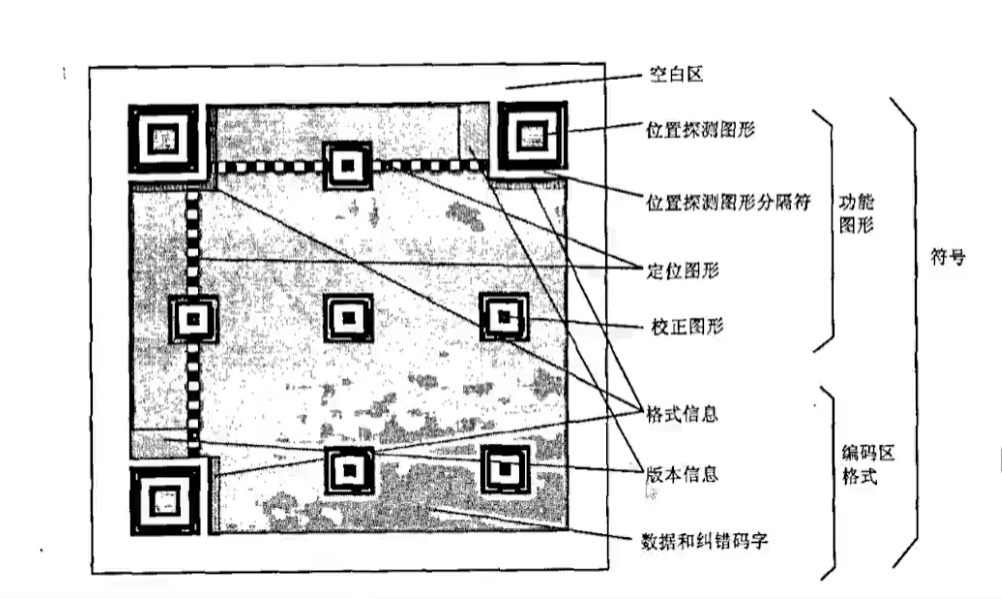 空白区
位置探测图形
位置探测图形分隔符
功能
图形
符号
定位图形
校正图形
格式信息
编码区
格式
版本信息
数据和纠错码字